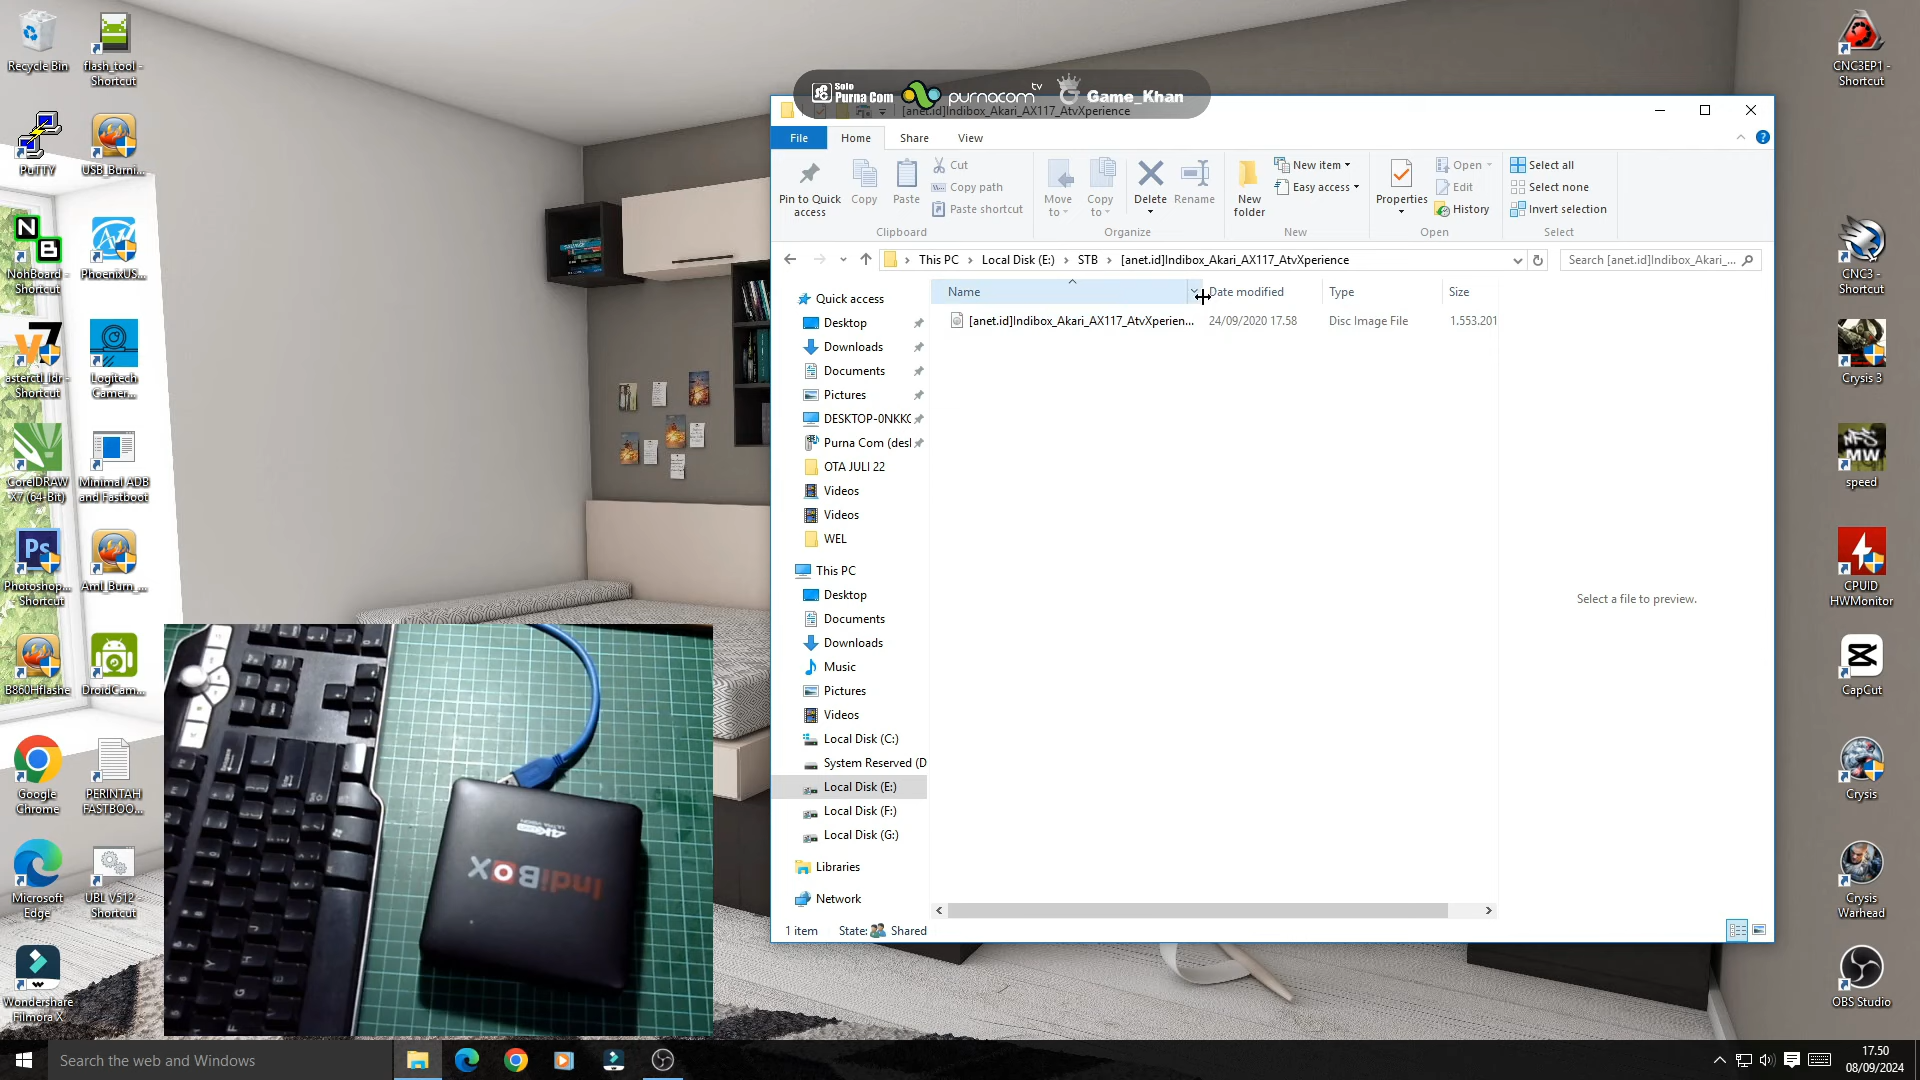 Recycle Bin
flash_tool -
Shortcut
PuTTY
USB_Burni...
NohBoard -
Shortcut
PhoenixUS...
asterctl_ldr -
Shortcut
Logitech
Camer...
CorelDRAW
X7 (64-Bit)
Minimal ADB
and Fastboot
Photoshop...
- Shortcut
Aml_Burn_...
B860Hflashe
DroidCam...
Google
Chrome
PERINTAH
FASTBOO...
Microsoft
Edge
UBL V512 -
Shortcut
Wondershare
Filmora X
Solo
Purna Com
purnacom tv
Game_Khan
[anet.id]Indibox_Akari_AX117_AtvXperience
File
Home
Share
View
Pin to Quick
access
Copy
Paste
Cut
Copy path
Paste shortcut
Clipboard
Move
to
Copy
to
Delete
Rename
Organize
New
folder
New item
Easy access
New
Properties
Open
Edit
History
Open
Select all
Select none
Invert selection
Select
This PC
Local Disk (E:)
STB
[anet.id]Indibox_Akari_AX117_AtvXperience
Search [anet.id]Indibox_Akari_...
Name
Date modified
Type
Size
[anet.id]Indibox_Akari_AX117_AtvXperien...
24/09/2020 17.58
Disc Image File
1.553.201
Quick access
Desktop
Downloads
Documents
Pictures
DESKTOP-0NKKC
Purna Com (desl
OTA JULI 22
Videos
Videos
WEL
This PC
Desktop
Documents
Downloads
Music
Pictures
Videos
Local Disk (C:)
System Reserved (D
Local Disk (E:)
Local Disk (F:)
Local Disk (G:)
Libraries
Network
Select a file to preview.
1 item
State:
Shared
4K
ULTRA
IndiBOX
CNC3EP1 -
Shortcut
CNC3 -
Shortcut
Crysis 3
NFS
MW
speed
CPUID
HWMonitor
CapCut
Crysis
Crysis
Warhead
OBS Studio
Search the web and Windows
17.50
08/09/2024